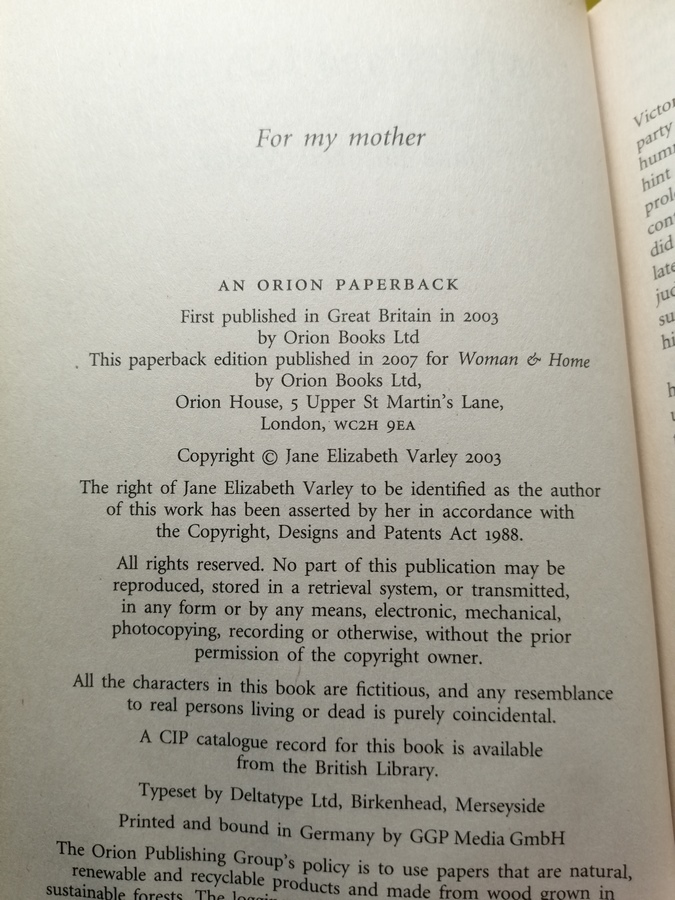 For my mother
AN ORION PAPERBACK
First published in Great Britain in 2003
by Orion Books Ltd
This paperback edition published in 2007 for Woman & Home
by Orion Books Ltd,
Orion House, 5 Upper St Martin's Lane,
London, WC2H 9EA
Copyright © Jane Elizabeth Varley 2003
The right of Jane Elizabeth Varley to be identified as the author
of this work has been asserted by her in accordance with
the Copyright, Designs and Patents Act 1988.
All rights reserved. No part of this publication may be
reproduced, stored in a retrieval system, or transmitted,
in any form or by any means, electronic, mechanical,
photocopying, recording or otherwise, without the prior
permission of the copyright owner.
All the characters in this book are fictitious, and any resemblance
to real persons living or dead is purely coincidental.
A CIP catalogue record for this book is available
from the British Library.
Typeset by Deltatype Ltd, Birkenhead, Merseyside
Printed and bound in Germany by GGP Media GmbH
The Orion Publishing Group's policy is to use papers that are natural,
renewable and recyclable products and made from wood grown in
sustainable forests. The
party
hint
did